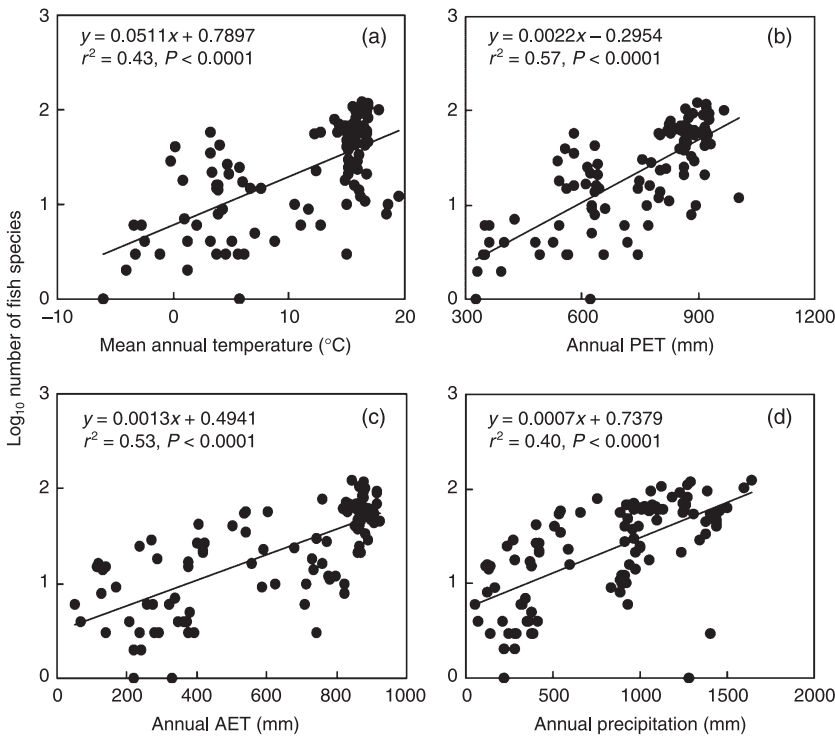 Log₁₀ number of fish species
3
2
1
0
y = 0.0511x + 0.7897
r² = 0.43, P < 0.0001
(a)
−10 0 10 20
Mean annual temperature (°C)
3
2
1
0
y = 0.0022x − 0.2954
r² = 0.57, P < 0.0001
(b)
300 600 900 1200
Annual PET (mm)
3
2
1
0
y = 0.0013x + 0.4941
r² = 0.53, P < 0.0001
(c)
0 200 400 600 800 1000
Annual AET (mm)
3
2
1
0
y = 0.0007x + 0.7379
r² = 0.40, P < 0.0001
(d)
0 500 1000 1500 2000
Annual precipitation (mm)